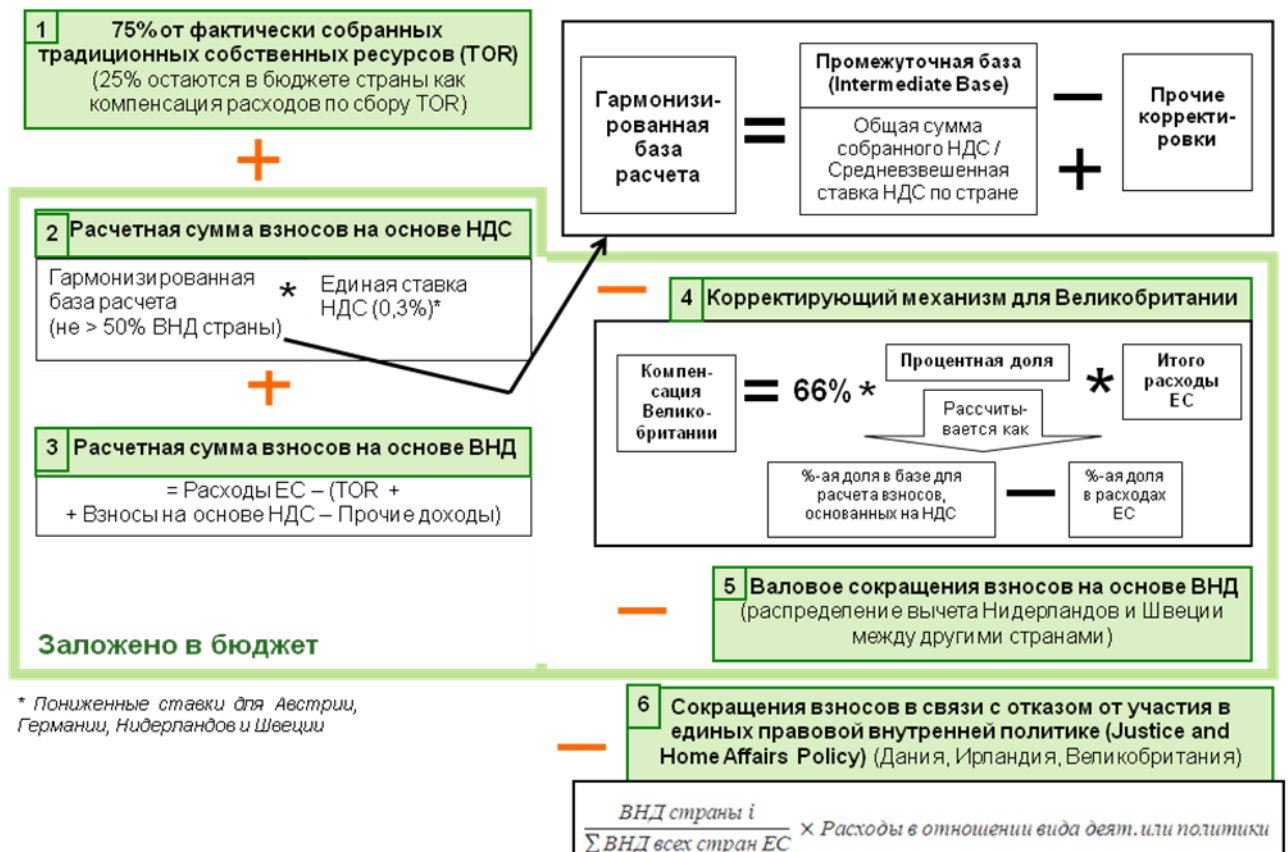 1
75% от фактически собранных
традиционных собственных ресурсов (TOR)
(25% остаются в бюджете страны как
компенсация расходов по сбору TOR)
+
Гармонизи-
рованная
база
расчета
=
Промежуточная база
(Intermediate Base)
Общая сумма
собранного НДС /
Средневзвешенная
ставка НДС по стране
–
+
Прочие
корректи-
ровки
2 Расчетная сумма взносов на основе НДС
Гармонизированная
база расчета
(не > 50% ВНД страны)
*
Единая ставка
НДС (0,3%)*
+
3 Расчетная сумма взносов на основе ВНД
= Расходы ЕС – (TOR +
+ Взносы на основе НДС – Прочие доходы)
–
4 Корректирующий механизм для Великобритании
Компен-
сация
Велико-
британии
= 66% *
Процентная доля
*
Итого
расходы
ЕС
Рассчиты-
вается как
%-ая доля в базе для
расчета взносов,
основанных на НДС
–
%-ая доля
в расходах
ЕС
–
5 Валовое сокращения взносов на основе ВНД
(распределение вычета Нидерландов и Швеции
между другими странами)
Заложено в бюджет
* Пониженные ставки для Австрии,
Германии, Нидерландов и Швеции
–
6 Сокращения взносов в связи с отказом от участия в
единых правовой внутренней политике (Justice and
Home Affairs Policy) (Дания, Ирландия, Великобритания)
ВНД страны i
∑ ВНД всех стран ЕС
× Расходы в отношении вида деят. или политики